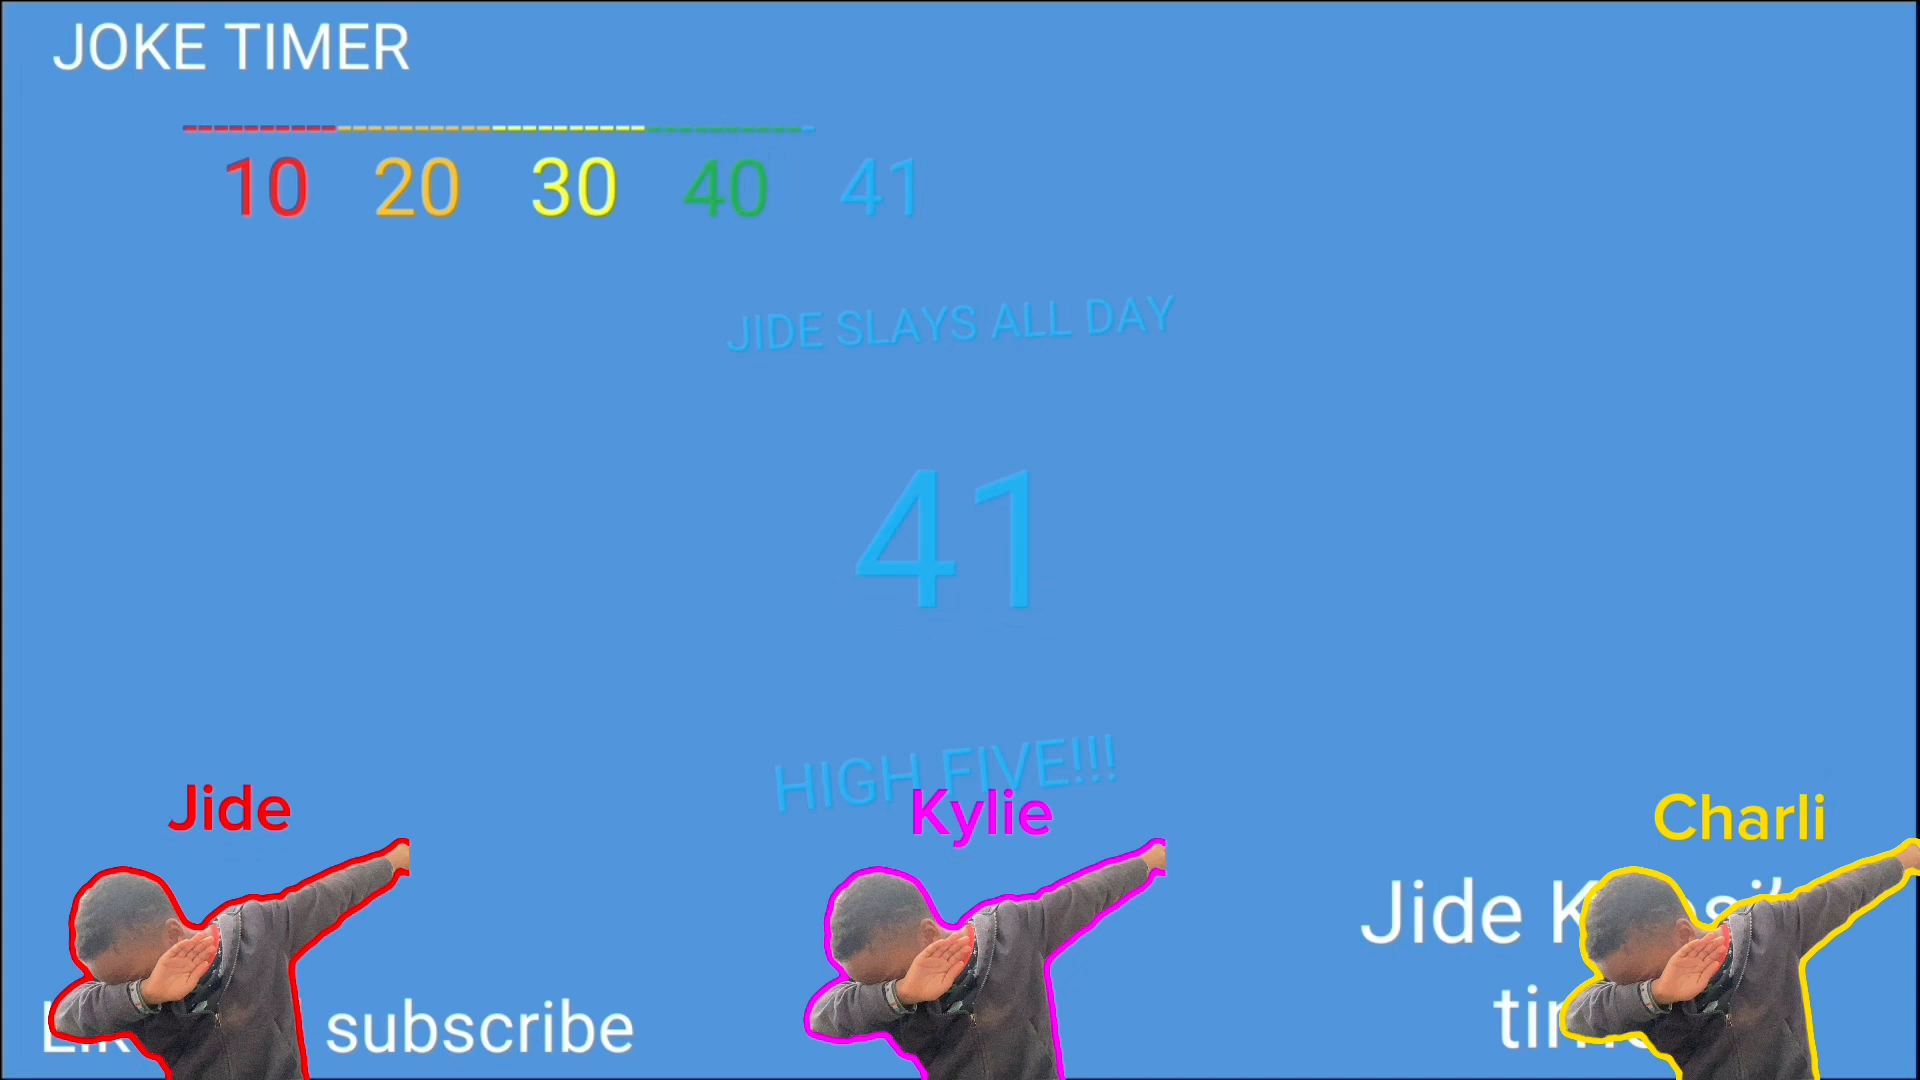 JOKE TIMER
10 20 30 40 41
JIDE SLAYS ALL DAY
41
HIGH FIVE!!!
Jide
Kylie
Charli
Jide
subscribe